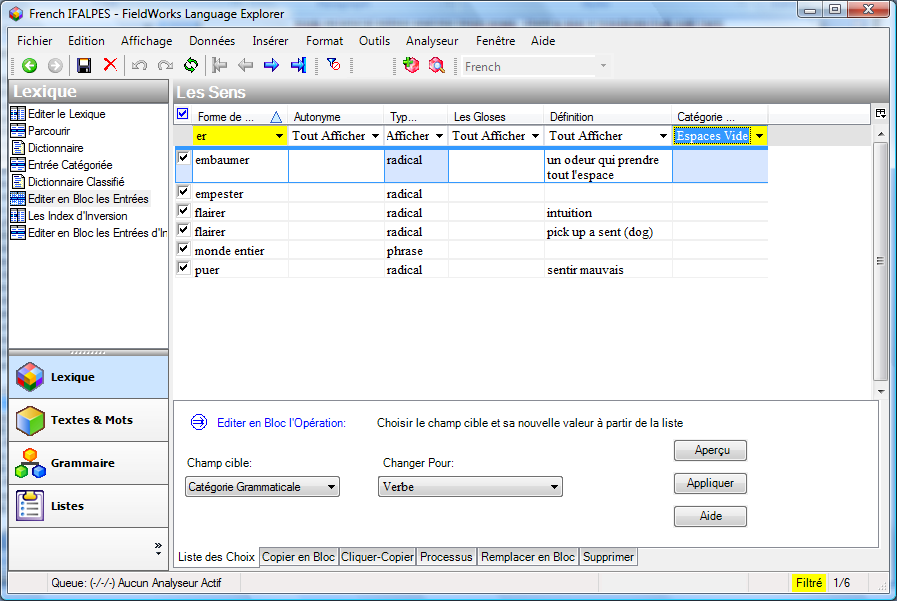 French IFALPES - FieldWorks Language Explorer
Fichier Edition Affichage Données Insérer Format Outils Analyseur Fenêtre Aide
French
Lexique
Editer le Lexique
Parcourir
Dictionnaire
Entrée Catégoriée
Dictionnaire Classifié
Editer en Bloc les Entrées
Les Index d'Inversion
Editer en Bloc les Entrées d'In
Lexique
Textes & Mots
Grammaire
Listes
»
Les Sens
Forme de ... Autonyme Typ... Les Gloses Définition Catégorie ...
er Tout Afficher Afficher Tout Afficher Tout Afficher Espaces Vide
embaumer radical un odeur qui prendre
tout l'espace
empester radical
flairer radical intuition
flairer radical pick up a sent (dog)
monde entier phrase
puer radical sentir mauvais
Editer en Bloc l'Opération: Choisir le champ cible et sa nouvelle valeur à partir de la liste
Champ cible: Changer Pour:
Catégorie Grammaticale Verbe
Aperçu
Appliquer
Aide
Liste des Choix Copier en Bloc Cliquer-Copier Processus Remplacer en Bloc Supprimer
Queue: (-/-/-) Aucun Analyseur Actif Filtré 1/6